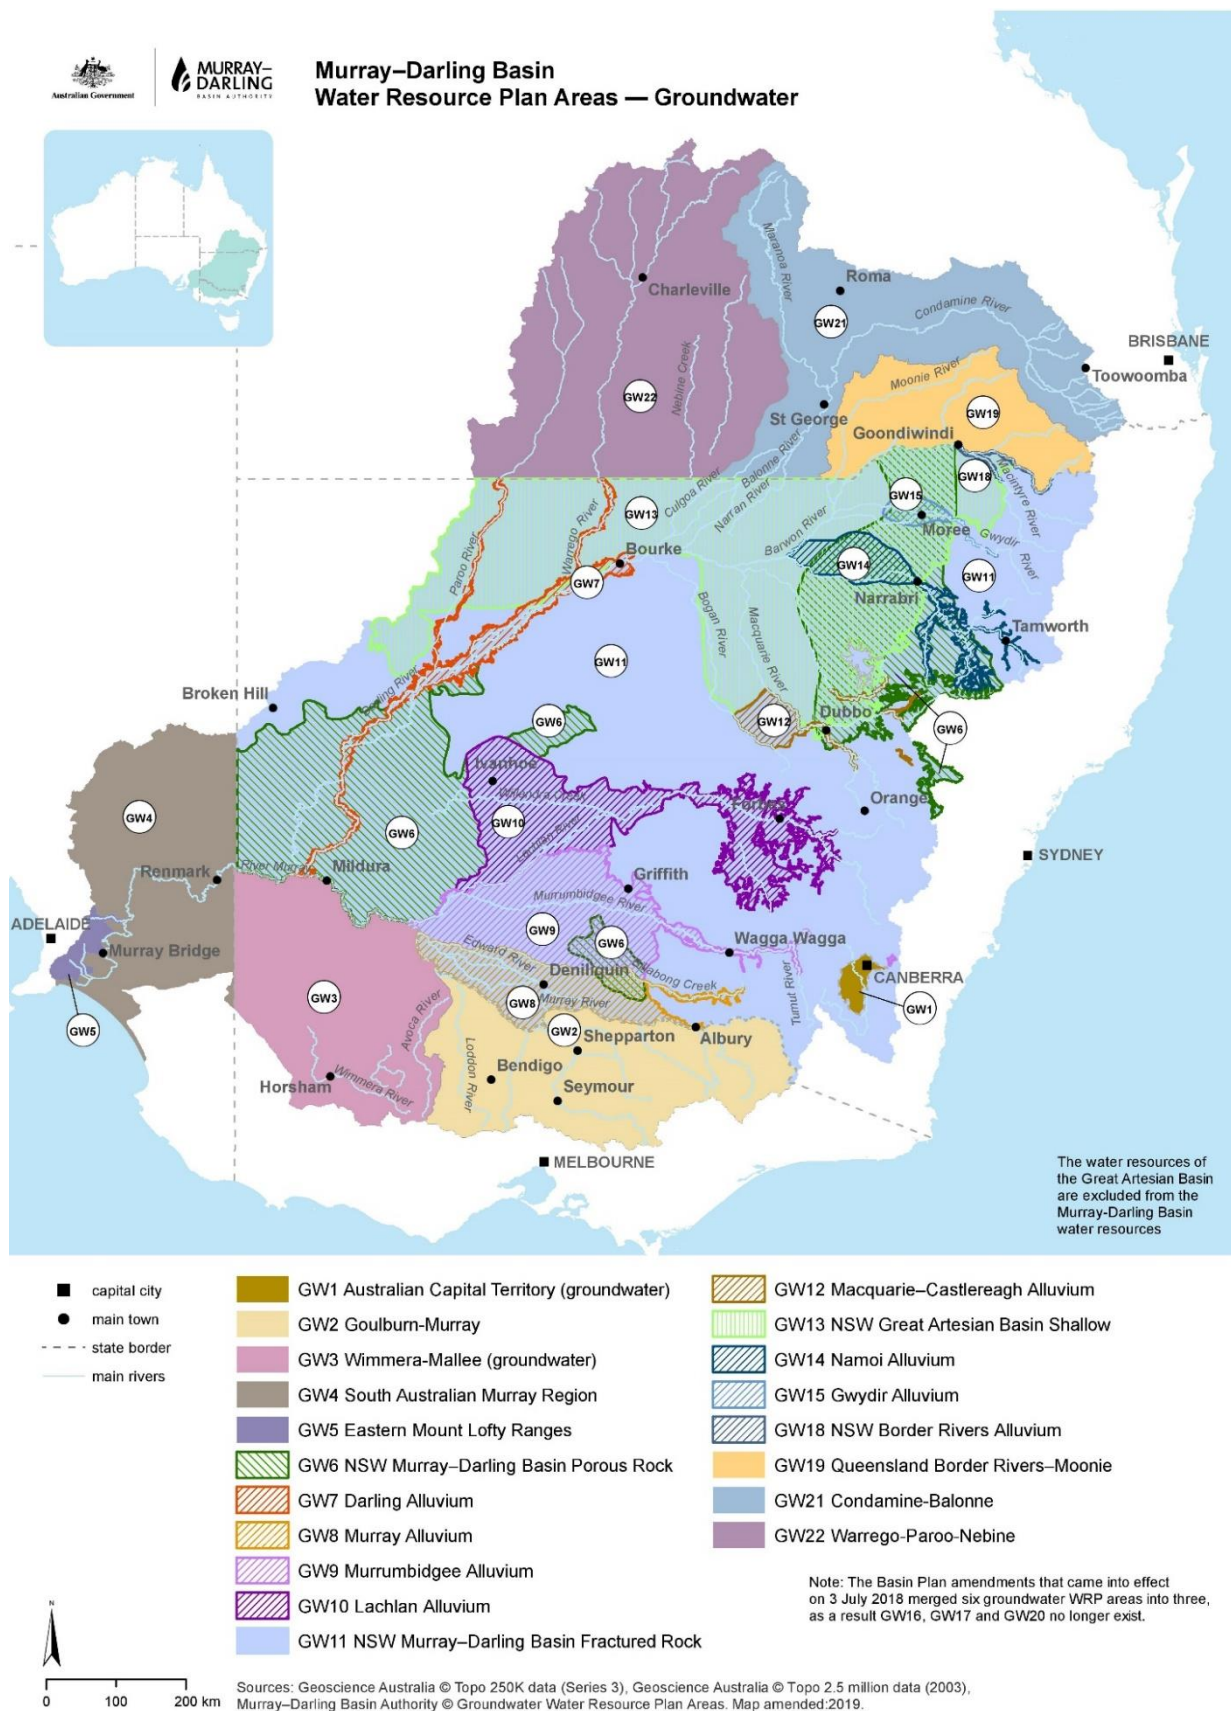 Australian Government
MURRAY–
DARLING
BASIN AUTHORITY
Murray–Darling Basin
Water Resource Plan Areas — Groundwater
Maranoa River
Roma
Charleville
GW21
Condamine River
BRISBANE
Toowoomba
Nebine Creek
GW22
Moonie River
GW19
St George
Goondiwindi
Balonne River
Culgoa River
Narran River
GW18
Macintyre River
GW15
GW13
Moree
Gwydir
River
Paroo River
Warrego River
Barwon River
Bourke
GW14
GW11
GW7
Narrabri
Bogan River
Macquarie River
Tamworth
GW11
Broken Hill
Darling River
GW6
GW12
Dubbo
GW6
Ivanhoe
Willandra Creek
Forbes
Orange
GW4
GW6
GW10
Lachlan River
SYDNEY
Renmark
River Murray
Mildura
Griffith
Murrumbidgee River
ADELAIDE
Murray Bridge
GW9
GW6
Wagga Wagga
Edward River
Billabong Creek
CANBERRA
Deniliquin
GW3
GW8
Murray River
Tumut River
GW1
GW5
Avoca River
GW2
Shepparton
Albury
Loddon River
Bendigo
Horsham
Wimmera River
Seymour
MELBOURNE
The water resources of
the Great Artesian Basin
are excluded from the
Murray-Darling Basin
water resources
capital city
main town
state border
main rivers
GW1 Australian Capital Territory (groundwater)
GW2 Goulburn-Murray
GW3 Wimmera-Mallee (groundwater)
GW4 South Australian Murray Region
GW5 Eastern Mount Lofty Ranges
GW6 NSW Murray–Darling Basin Porous Rock
GW7 Darling Alluvium
GW8 Murray Alluvium
GW9 Murrumbidgee Alluvium
GW10 Lachlan Alluvium
GW11 NSW Murray–Darling Basin Fractured Rock
GW12 Macquarie–Castlereagh Alluvium
GW13 NSW Great Artesian Basin Shallow
GW14 Namoi Alluvium
GW15 Gwydir Alluvium
GW18 NSW Border Rivers Alluvium
GW19 Queensland Border Rivers–Moonie
GW21 Condamine-Balonne
GW22 Warrego-Paroo-Nebine
Note: The Basin Plan amendments that came into effect
on 3 July 2018 merged six groundwater WRP areas into three,
as a result GW16, GW17 and GW20 no longer exist.
N
0 100 200 km
Sources: Geoscience Australia © Topo 250K data (Series 3), Geoscience Australia © Topo 2.5 million data (2003),
Murray–Darling Basin Authority © Groundwater Water Resource Plan Areas. Map amended:2019.